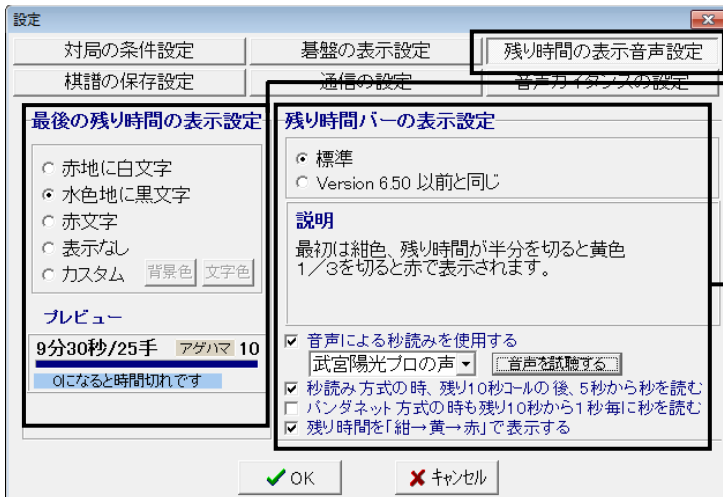 設定
対局の条件設定
碁盤の表示設定
残り時間の表示音声設定
棋譜の保存設定
通信の設定
音声ガイダンスの設定
最後の残り時間の表示設定
赤地に白文字
水色地に黒文字
赤文字
表示なし
カスタム 背景色 文字色
プレビュー
9分30秒/25手 アゲハマ 10
0になると時間切れです
残り時間バーの表示設定
標準
Version 6.50 以前と同じ
説明
最初は紺色、残り時間が半分を切ると黄色
1/3を切ると赤で表示されます。
音声による秒読みを使用する
武宮陽光プロの声 音声を試聴する
秒読み方式の時、残り10秒コールの後、5秒から秒を読む
パンダネット方式の時も残り10秒から1秒毎に秒を読む
残り時間を「紺→黄→赤」で表示する
OK
キャンセル